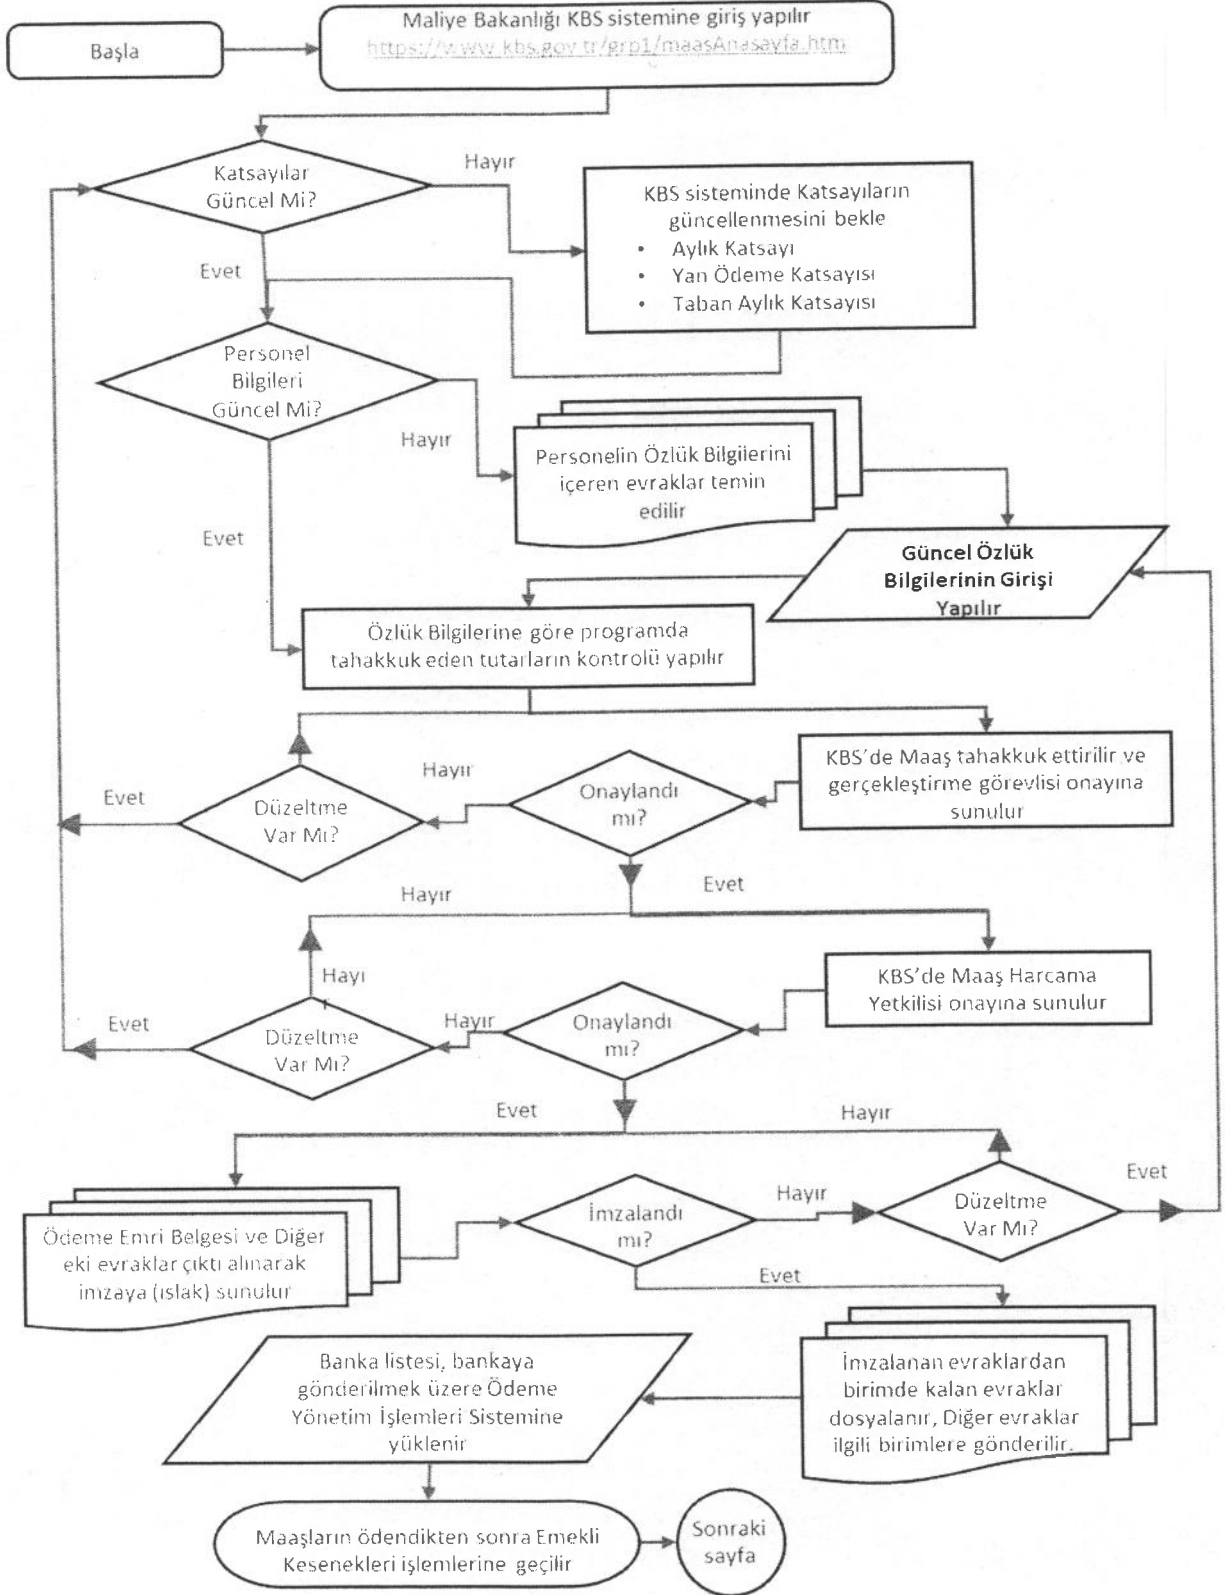 Başla
Maliye Bakanlığı KBS sistemine giriş yapılır
https://www.kbs.gov.tr/grp1/maasAnasayfa.htm
Katsayılar
Güncel Mi?
Hayır
KBS sisteminde Katsayıların
güncellenmesini bekle
• Aylık Katsayı
• Yan Ödeme Katsayısı
• Taban Aylık Katsayısı
Evet
Personel
Bilgileri
Güncel Mi?
Hayır
Personelin Özlük Bilgilerini
içeren evraklar temin
edilir
Evet
Güncel Özlük
Bilgilerinin Girişi
Yapılır
Özlük Bilgilerine göre programda
tahakkuk eden tutarların kontrolü yapılır
KBS'de Maaş tahakkuk ettirilir ve
gerçekleştirme görevlisi onayına
sunulur
Onaylandı
mı?
Hayır
Düzeltme
Var Mı?
Evet
Evet
Hayır
KBS'de Maaş Harcama
Yetkilisi onayına sunulur
Onaylandı
mı?
Hayır
Düzeltme
Var Mı?
Hayı
Evet
Evet
Hayır
Ödeme Emri Belgesi ve Diğer
eki evraklar çıktı alınarak
imzaya (ıslak) sunulur
İmzalandı
mı?
Hayır
Düzeltme
Var Mı?
Evet
Evet
İmzalanan evraklardan
birimde kalan evraklar
dosyalanır, Diğer evraklar
ilgili birimlere gönderilir.
Banka listesi, bankaya
gönderilmek üzere Ödeme
Yönetim İşlemleri Sistemine
yüklenir
Maaşların ödendikten sonra Emekli
Kesenekleri işlemlerine geçilir
Sonraki
sayfa